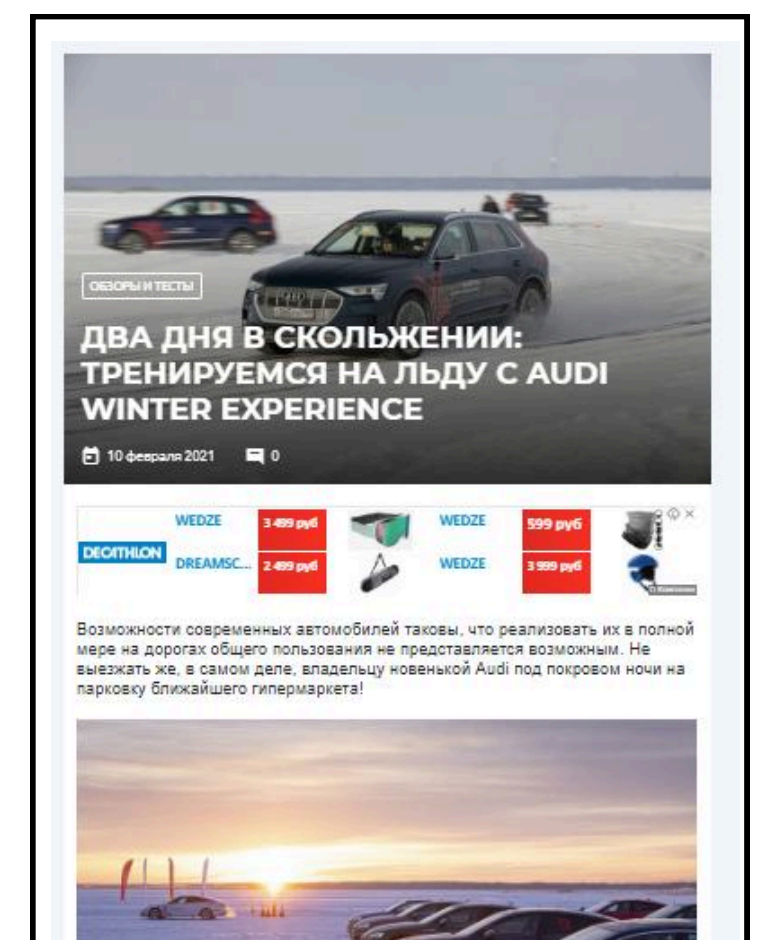 ОБЗОРЫ И ТЕСТЫ
ДВА ДНЯ В СКОЛЬЖЕНИИ:
ТРЕНИРУЕМСЯ НА ЛЬДУ С AUDI
WINTER EXPERIENCE
10 февраля 2021 0
DECATHLON
WEDZE 3 499 руб
DREAMSC... 2 499 руб
WEDZE 599 руб
WEDZE 3 999 руб
Возможности современных автомобилей таковы, что реализовать их в полной
мере на дорогах общего пользования не представляется возможным. Не
выезжать же, в самом деле, владельцу новенькой Audi под покровом ночи на
парковку ближайшего гипермаркета!